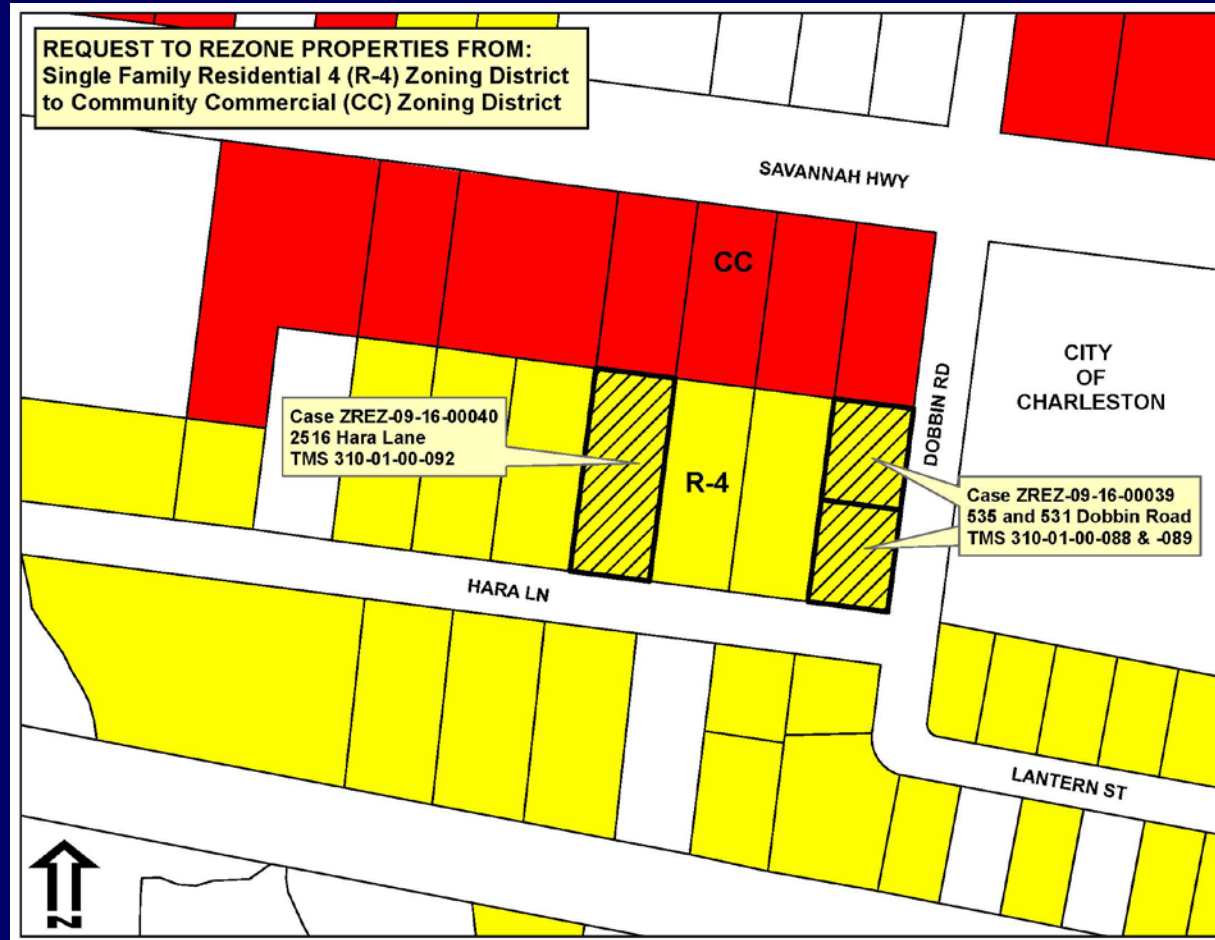 REQUEST TO REZONE PROPERTIES FROM:
Single Family Residential 4 (R-4) Zoning District
to Community Commercial (CC) Zoning District
SAVANNAH HWY
CC
CITY
OF
CHARLESTON
DOBBIN RD
Case ZREZ-09-16-00040
2516 Hara Lane
TMS 310-01-00-092
R-4
Case ZREZ-09-16-00039
535 and 531 Dobbin Road
TMS 310-01-00-088 & -089
HARA LN
LANTERN ST
N